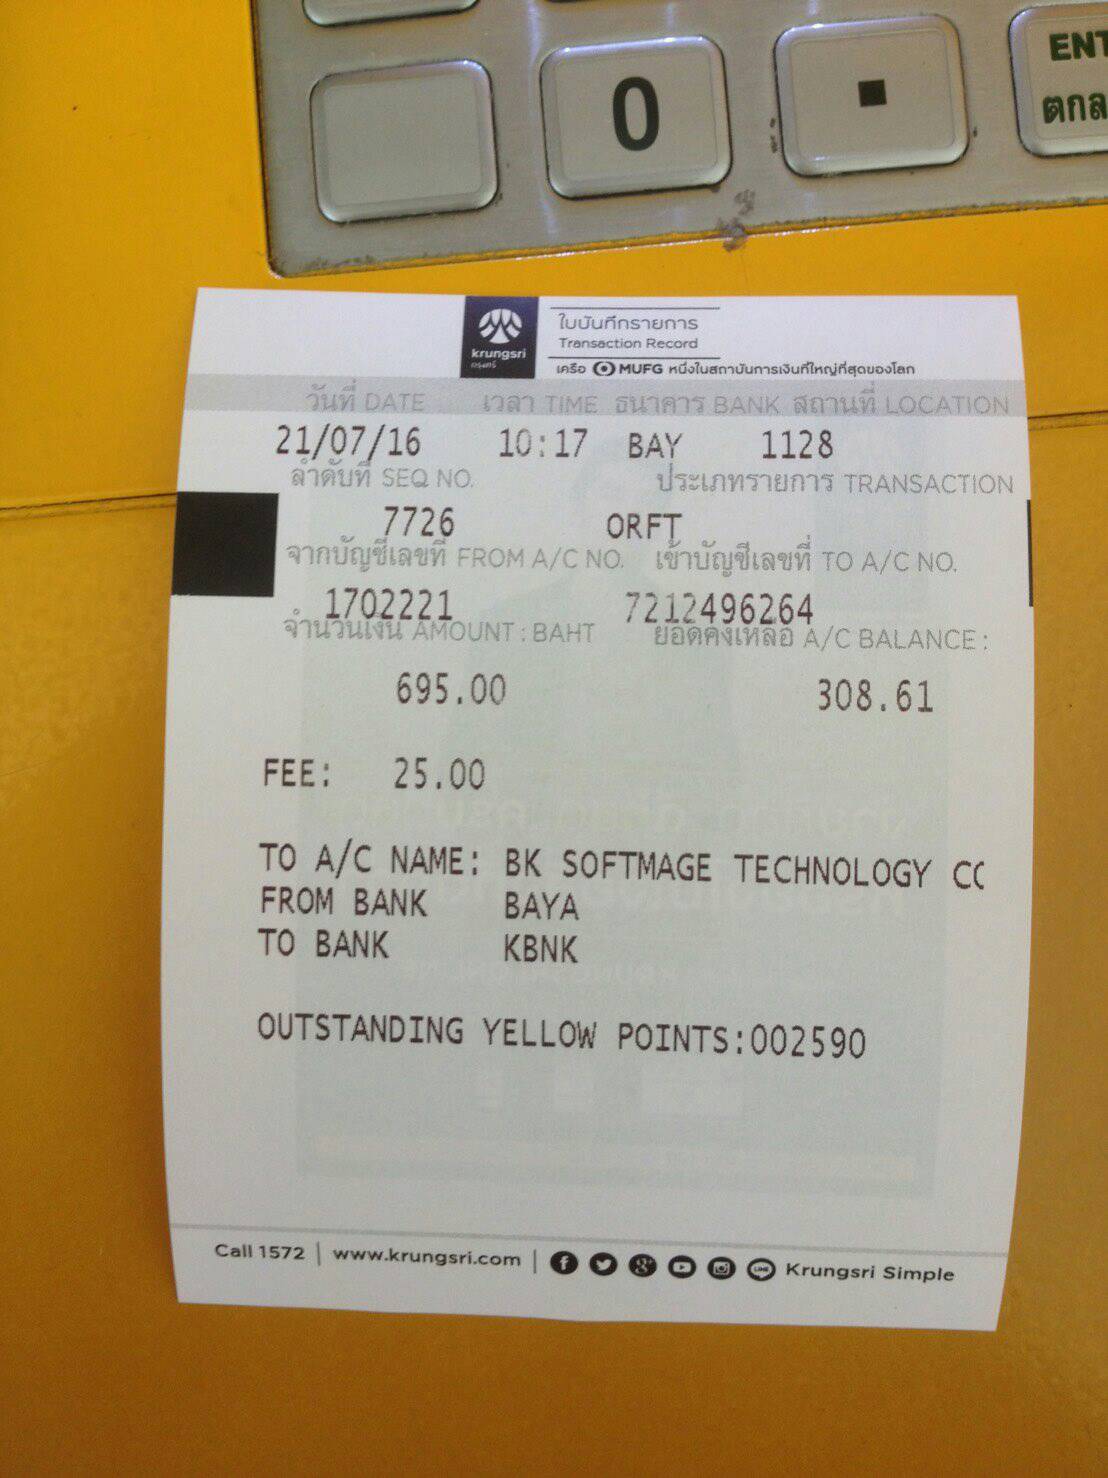 0
ENT
ตกล
krungsri
กรุงศรี
ใบบันทึกรายการ
Transaction Record
เครือ MUFG หนึ่งในสถาบันการเงินที่ใหญ่ที่สุดของโลก
วันที่ DATE เวลา TIME ธนาคาร BANK สถานที่ LOCATION
21/07/16 10:17 BAY 1128
ลำดับที่ SEQ NO. ประเภทรายการ TRANSACTION
7726 ORFT
จากบัญชีเลขที่ FROM A/C NO. เข้าบัญชีเลขที่ TO A/C NO.
1702221 7212496264
จำนวนเงิน AMOUNT : BAHT ยอดคงเหลือ A/C BALANCE :
695.00 308.61
FEE: 25.00
TO A/C NAME: BK SOFTMAGE TECHNOLOGY CO
FROM BANK BAYA
TO BANK KBNK
OUTSTANDING YELLOW POINTS:002590
Call 1572 | www.krungsri.com | Krungsri Simple